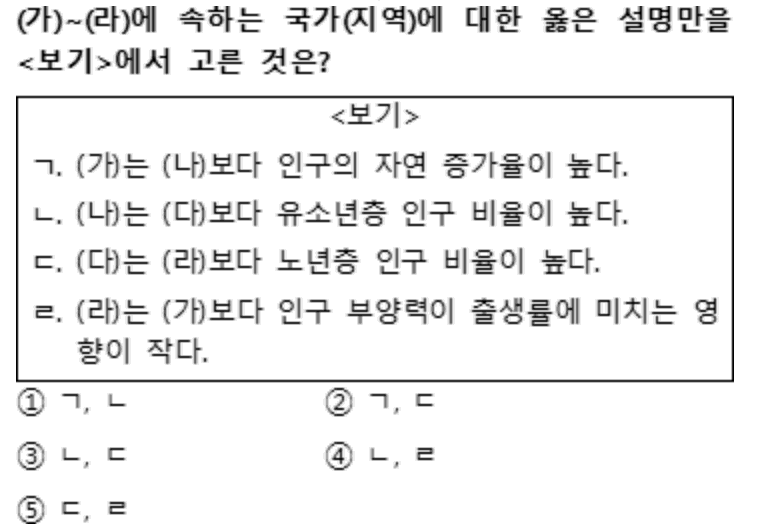 (가)~(라)에 속하는 국가(지역)에 대한 옳은 설명만을
<보기>에서 고른 것은?
<보기>
ㄱ. (가)는 (나)보다 인구의 자연 증가율이 높다.
ㄴ. (나)는 (다)보다 유소년층 인구 비율이 높다.
ㄷ. (다)는 (라)보다 노년층 인구 비율이 높다.
ㄹ. (라)는 (가)보다 인구 부양력이 출생률에 미치는 영
향이 작다.
① ㄱ, ㄴ ② ㄱ, ㄷ
③ ㄴ, ㄷ ④ ㄴ, ㄹ
⑤ ㄷ, ㄹ